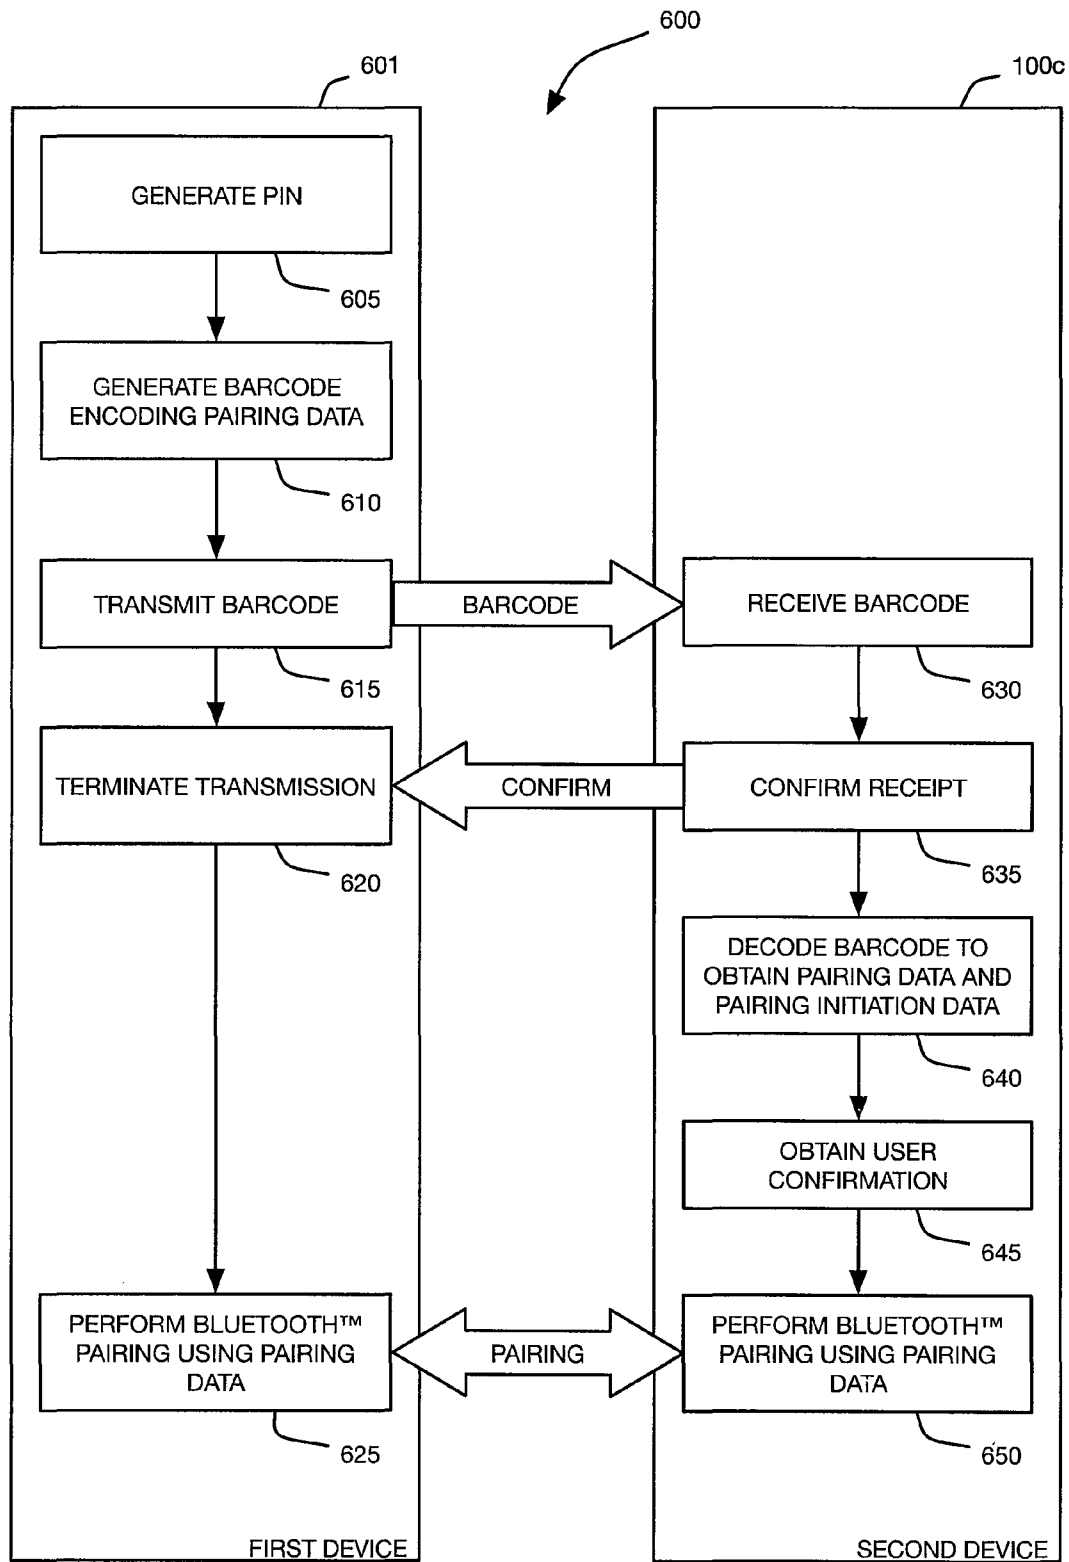 600
601
100c
GENERATE PIN
605
GENERATE BARCODE
ENCODING PAIRING DATA
610
TRANSMIT BARCODE
BARCODE
RECEIVE BARCODE
615
630
TERMINATE TRANSMISSION
CONFIRM
CONFIRM RECEIPT
620
635
DECODE BARCODE TO
OBTAIN PAIRING DATA AND
PAIRING INITIATION DATA
640
OBTAIN USER
CONFIRMATION
645
PERFORM BLUETOOTH™
PAIRING USING PAIRING
DATA
PAIRING
PERFORM BLUETOOTH™
PAIRING USING PAIRING
DATA
625
650
FIRST DEVICE
SECOND DEVICE